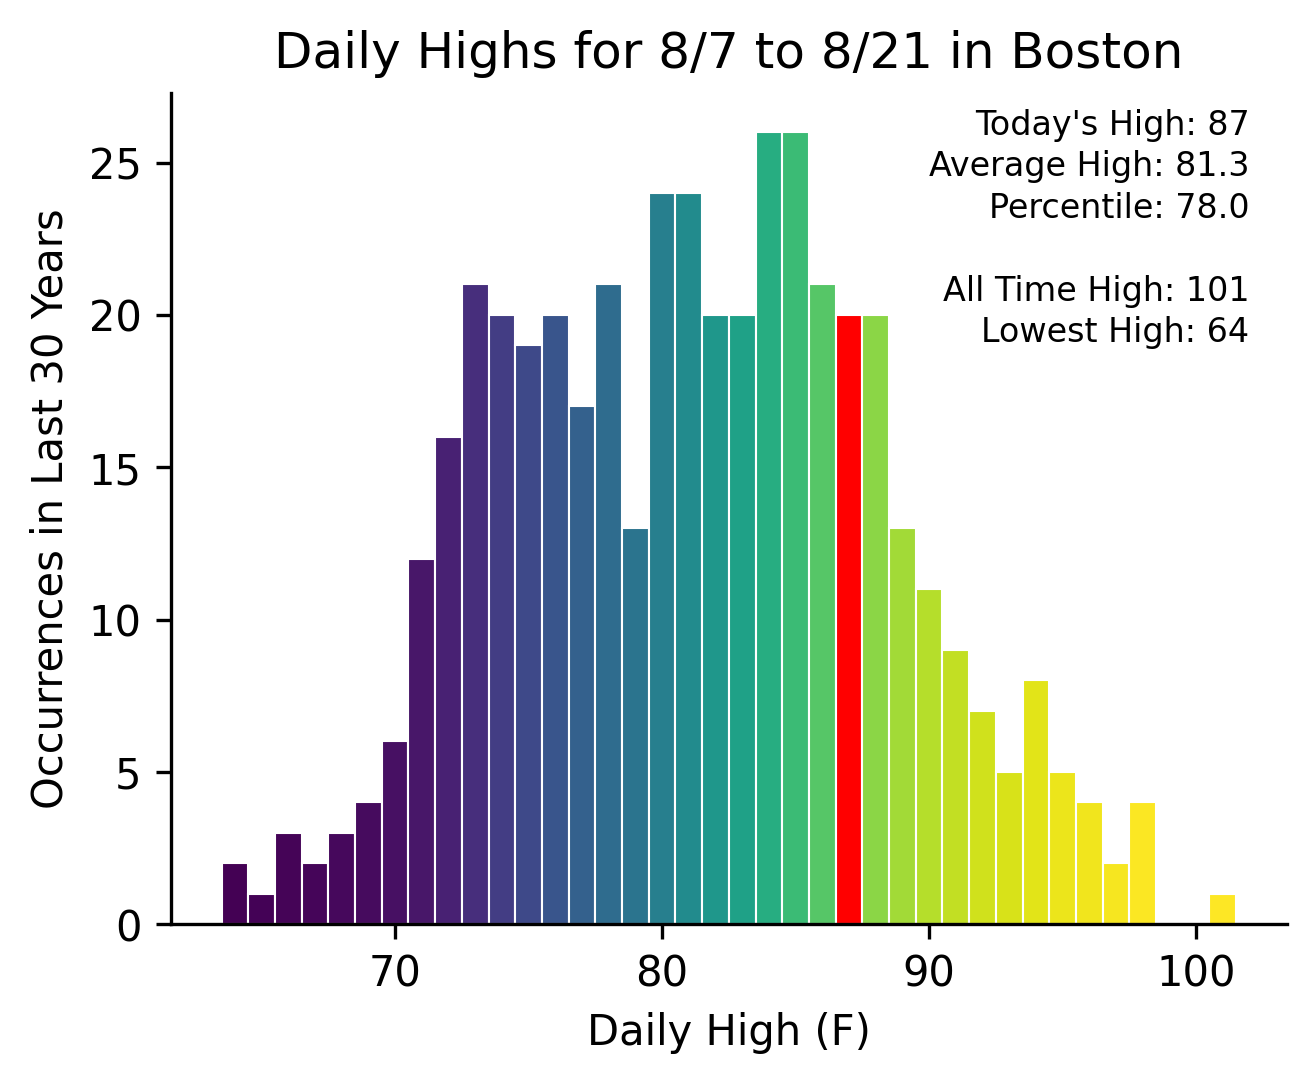 Daily Highs for 8/7 to 8/21 in Boston
Today's High: 87
Average High: 81.3
Percentile: 78.0
All Time High: 101
Lowest High: 64
Occurrences in Last 30 Years
25
20
15
10
5
0
70 80 90 100
Daily High (F)